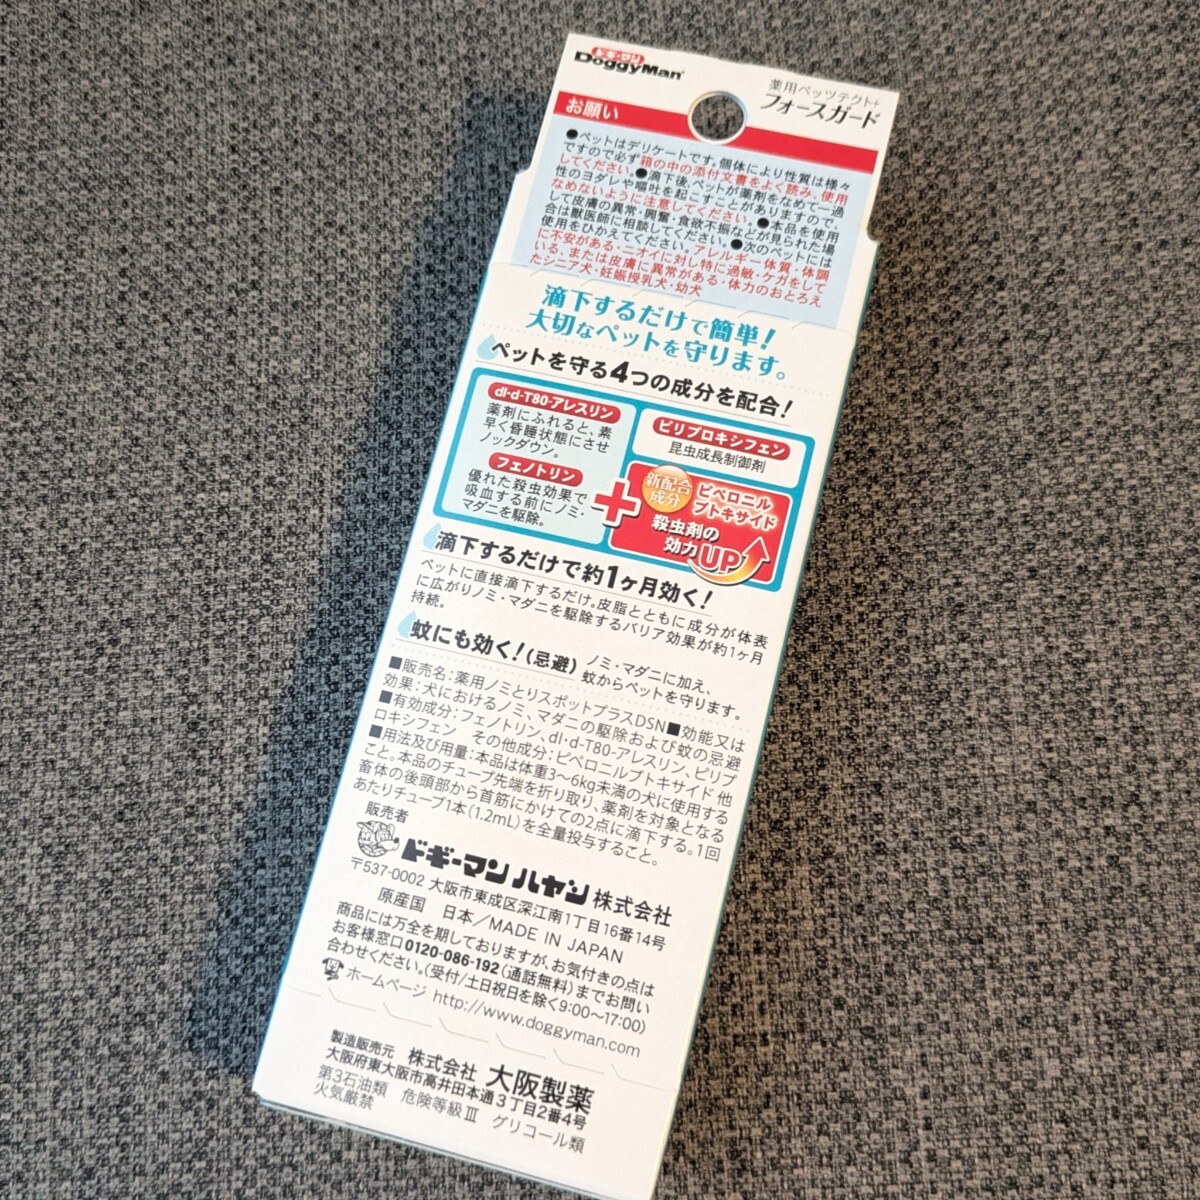 ドギーマン
DoggyMan
薬用ペッツテクト+
フォースガード
お願い
●ペットはデリケートです。個体により性質は様々
ですので必ず箱の中の添付文書をよく読み、使用
してください。●滴下後、ペットが薬剤をなめて一過
性のヨダレや嘔吐を起こすことがありますので、
なめないように注意してください。●本品を使用
して皮膚の異常・興奮・食欲不振などが見られた場
合は獣医師に相談してください。●次のペットには
使用をひかえてください。アレルギー体質・体調
に不安がある・ニオイに対し特に過敏・ケガをして
いる、または皮膚に異常がある・体力のおとろえ
たシニア犬・妊娠授乳犬・幼犬
滴下するだけで簡単!
大切なペットを守ります。
ペットを守る4つの成分を配合!
dl・d-T80-アレスリン
薬剤にふれると、素
早く昏睡状態にさせ
ノックダウン。
フェノトリン
優れた殺虫効果で
吸血する前にノミ・
マダニを駆除。
ピリプロキシフェン
昆虫成長制御剤
+
新配合
成分
ピペロニル
ブトキサイド
殺虫剤の
効力UP
滴下するだけで約1ヶ月効く!
ペットに直接滴下するだけ。皮脂とともに成分が体表
に広がりノミ・マダニを駆除するバリア効果が約1ヶ月
持続。
蚊にも効く!(忌避)
ノミ・マダニに加え、
蚊からペットを守ります。
■販売名:薬用ノミとりスポットプラスDSN■効能又は
効果:犬におけるノミ、マダニの駆除および蚊の忌避
■有効成分:フェノトリン、dl・d-T80-アレスリン、ピリプ
ロキシフェン その他成分:ピペロニルブトキサイド 他
■用法及び用量:本品は体重3~6kg未満の犬に使用する
こと。本品のチューブ先端を折り取り、薬剤を対象となる
畜体の後頭部から首筋にかけての2点に滴下する。1回
あたりチューブ1本(1.2mL)を全量投与すること。
販売者
ドギーマン ハヤシ 株式会社
〒537-0002 大阪市東成区深江南1丁目16番14号
原産国 日本/MADE IN JAPAN
商品には万全を期しておりますが、お気付きの点は
お客様窓口0120-086-192(通話無料)までお問い
合わせください。(受付/土日祝日を除く9:00~17:00)
ホームページ http://www.doggyman.com
製造販売元 株式会社 大阪製薬
大阪府東大阪市高井田本通3丁目2番4号
第3石油類 危険等級Ⅲ グリコール類
火気厳禁